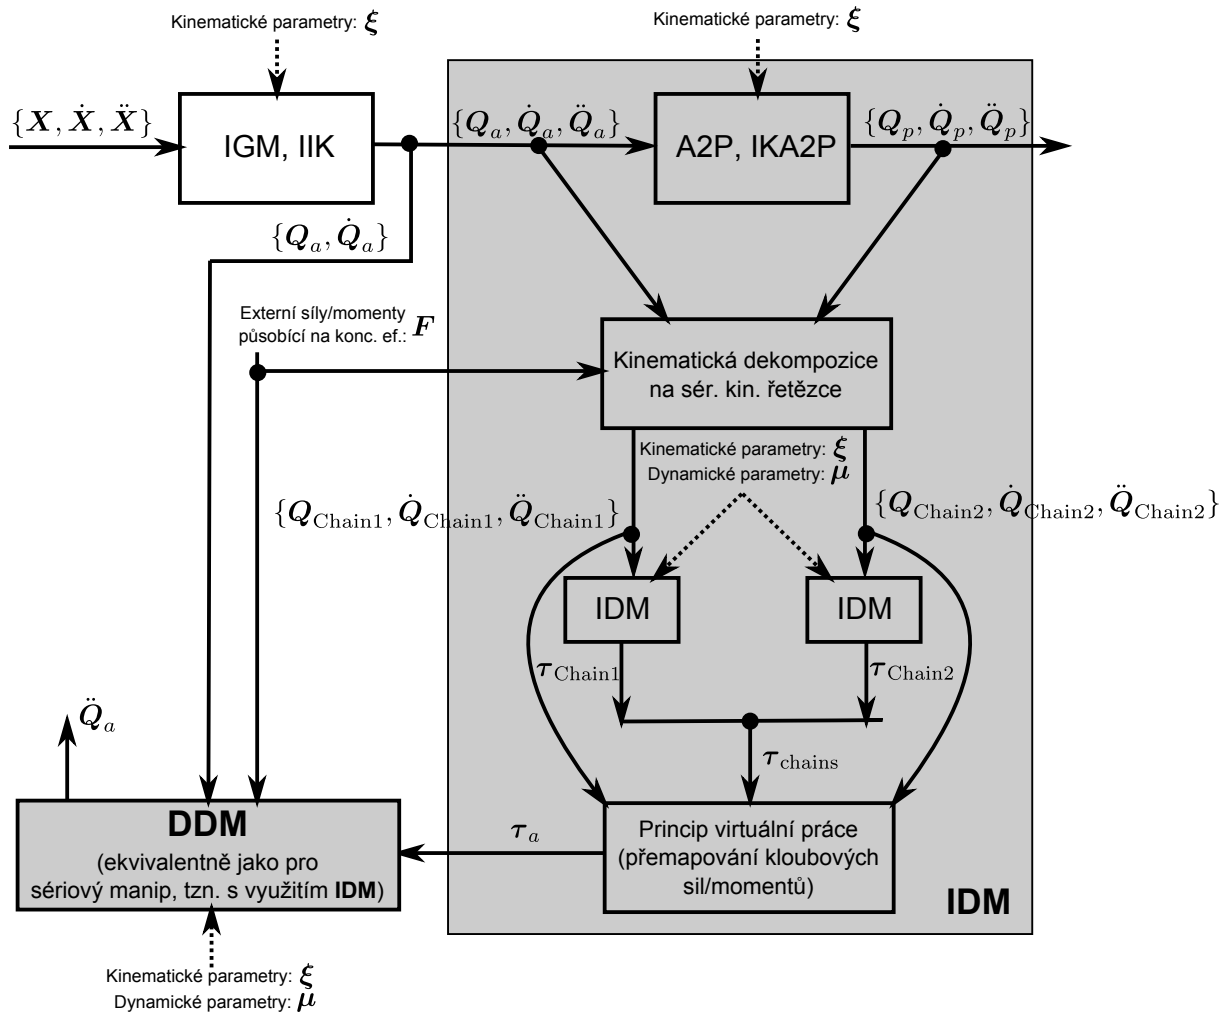 Kinematické parametry: ξ
Kinematické parametry: ξ
{X, Ẋ, Ẍ}
IGM, IIK
{Q_a, Q̇_a, Q̈_a}
A2P, IKA2P
{Q_p, Q̇_p, Q̈_p}
{Q_a, Q̇_a}
Externí síly/momenty
působící na konc. ef.: F
Kinematická dekompozice
na sér. kin. řetězce
Kinematické parametry: ξ
Dynamické parametry: μ
{Q_Chain1, Q̇_Chain1, Q̈_Chain1}
{Q_Chain2, Q̇_Chain2, Q̈_Chain2}
IDM
IDM
τ_Chain1
τ_Chain2
Q̈_a
τ_chains
DDM
(ekvivalentně jako pro
sériový manip, tzn. s využitím IDM)
τ_a
Princip virtuální práce
(přemapování kloubových
sil/momentů)
IDM
Kinematické parametry: ξ
Dynamické parametry: μ